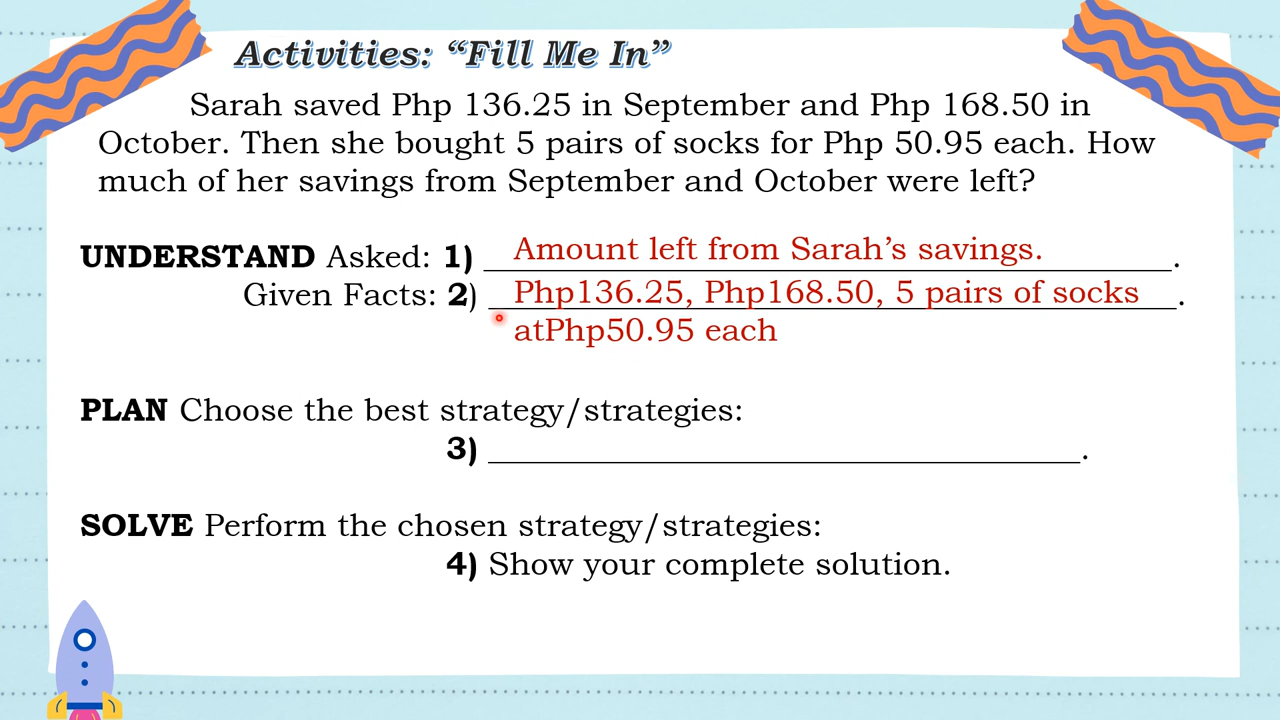 Activities: “Fill Me In”
Sarah saved Php 136.25 in September and Php 168.50 in
October. Then she bought 5 pairs of socks for Php 50.95 each. How
much of her savings from September and October were left?
UNDERSTAND Asked: 1) Amount left from Sarah’s savings.
Given Facts: 2) Php136.25, Php168.50, 5 pairs of socks
atPhp50.95 each
PLAN Choose the best strategy/strategies:
3) ____________________.
SOLVE Perform the chosen strategy/strategies:
4) Show your complete solution.